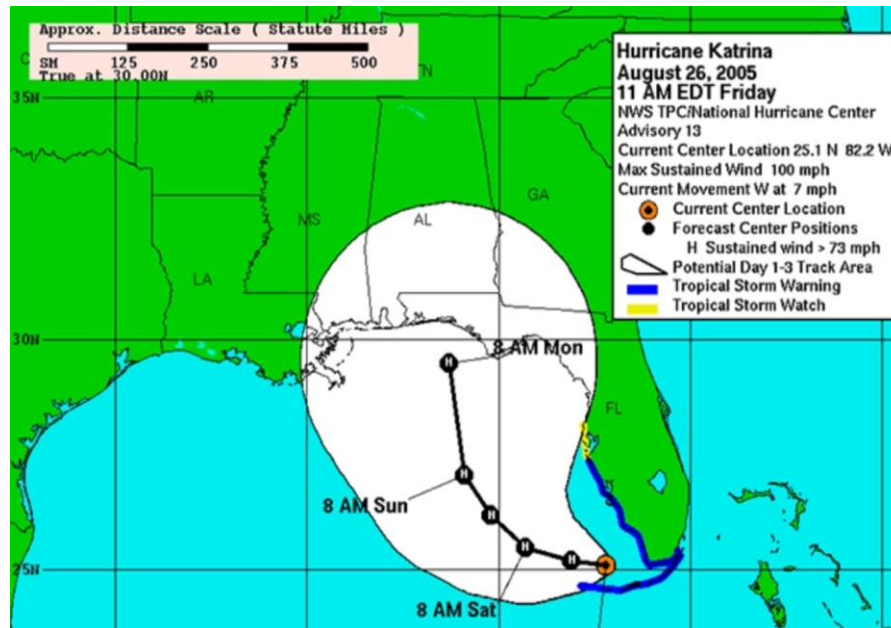 Approx. Distance Scale ( Statute Miles )
SM 125 250 375 500
True at 30.00N
Hurricane Katrina
August 26, 2005
11 AM EDT Friday
NWS TPC/National Hurricane Center
Advisory 13
Current Center Location 25.1 N 82.2 W
Max Sustained Wind 100 mph
Current Movement W at 7 mph
Current Center Location
Forecast Center Positions
H Sustained wind > 73 mph
Potential Day 1-3 Track Area
Tropical Storm Warning
Tropical Storm Watch
TN
35N
AR
GA
MS
AL
LA
30N
8 AM Mon
H
FL
H
8 AM Sun
H
H
H
25N
8 AM Sat